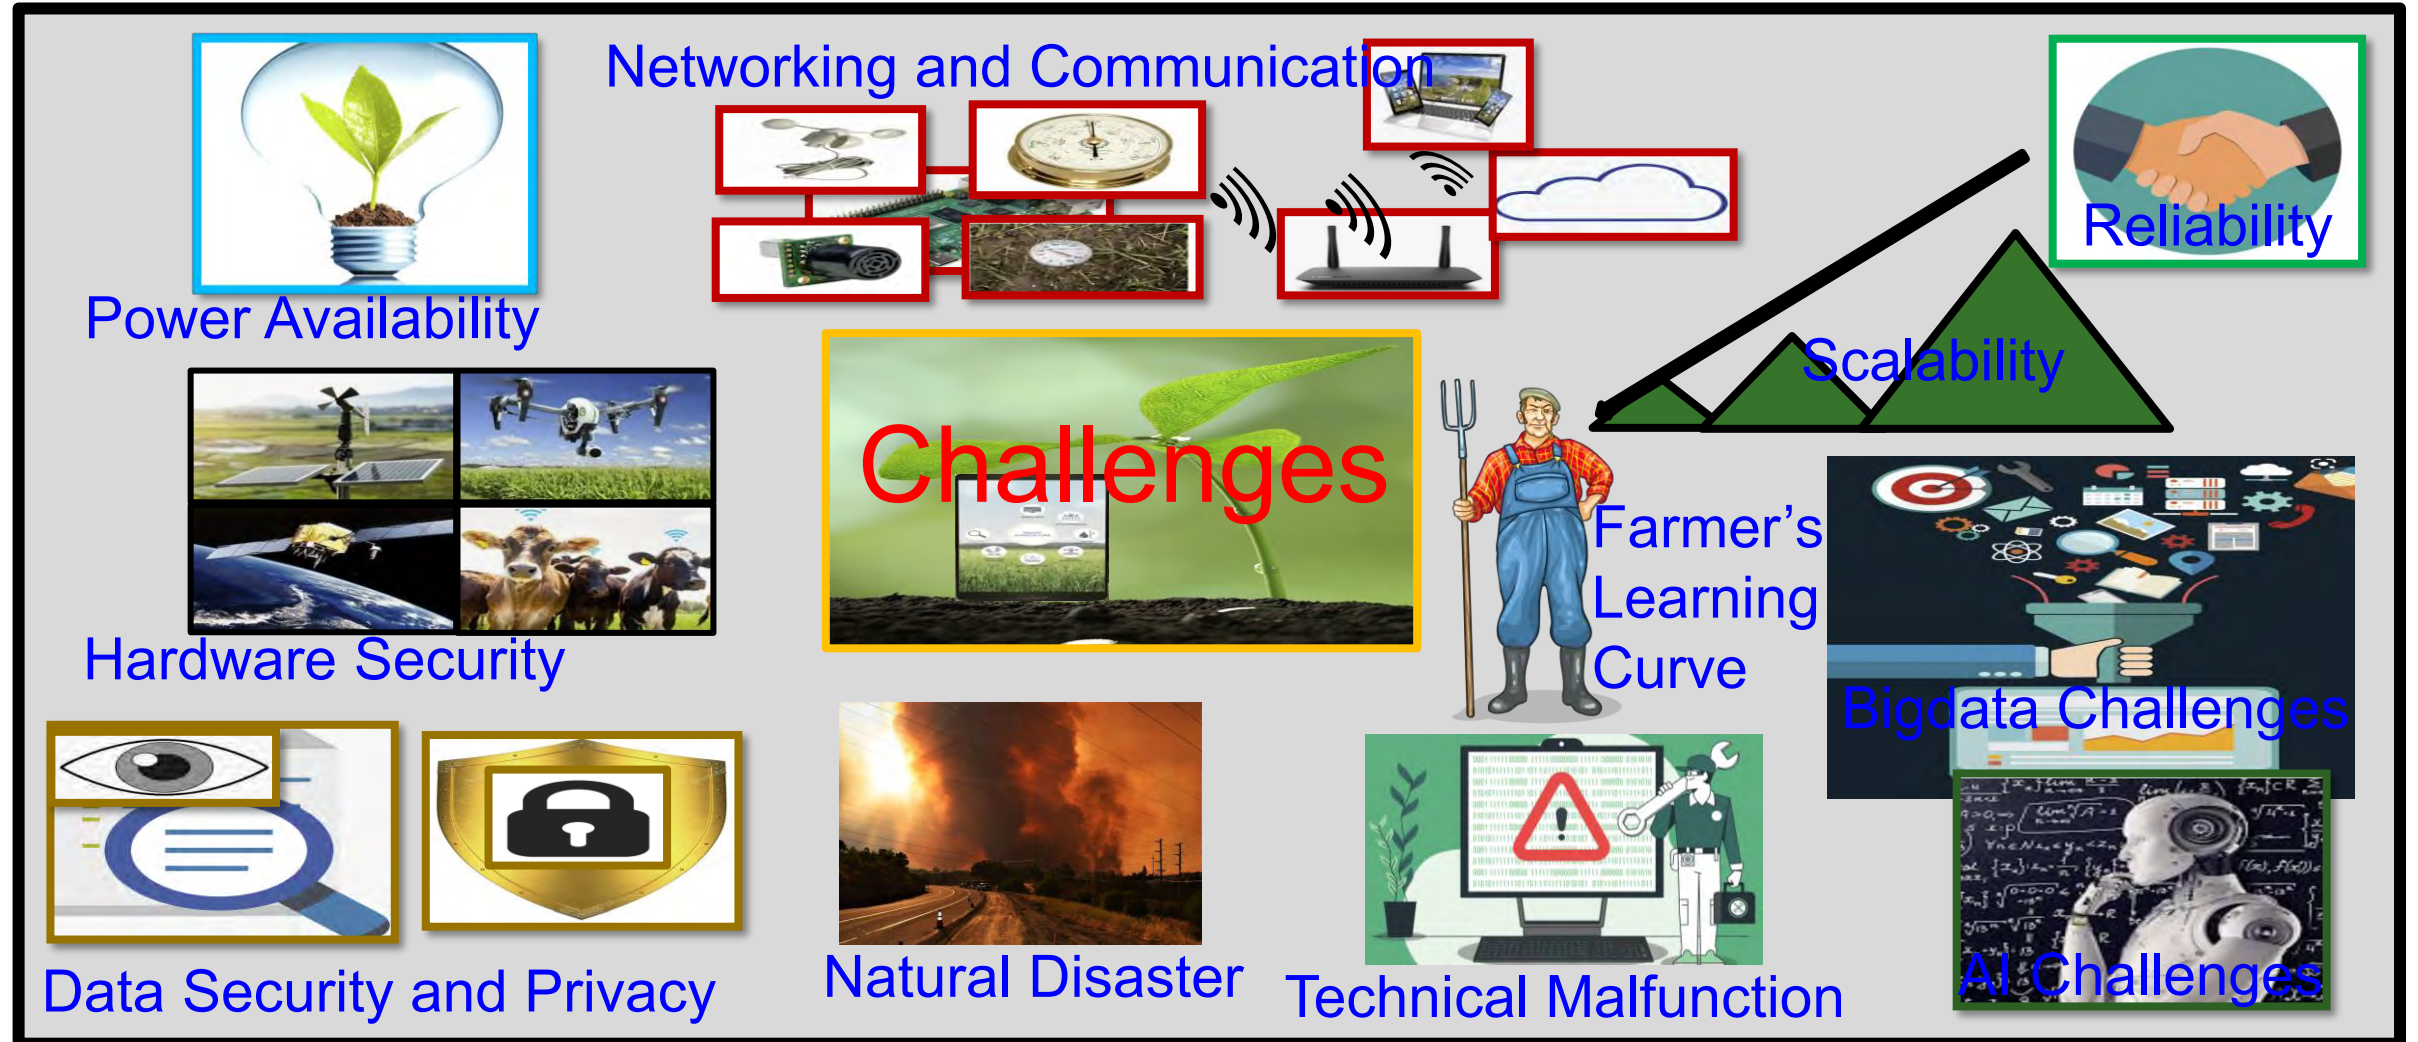 Networking and Communication
Reliability
Power Availability
Scalability
Challenges
Farmer’s
Learning
Curve
Hardware Security
Bigdata Challenges
Natural Disaster
AI Challenges
Data Security and Privacy
Technical Malfunction